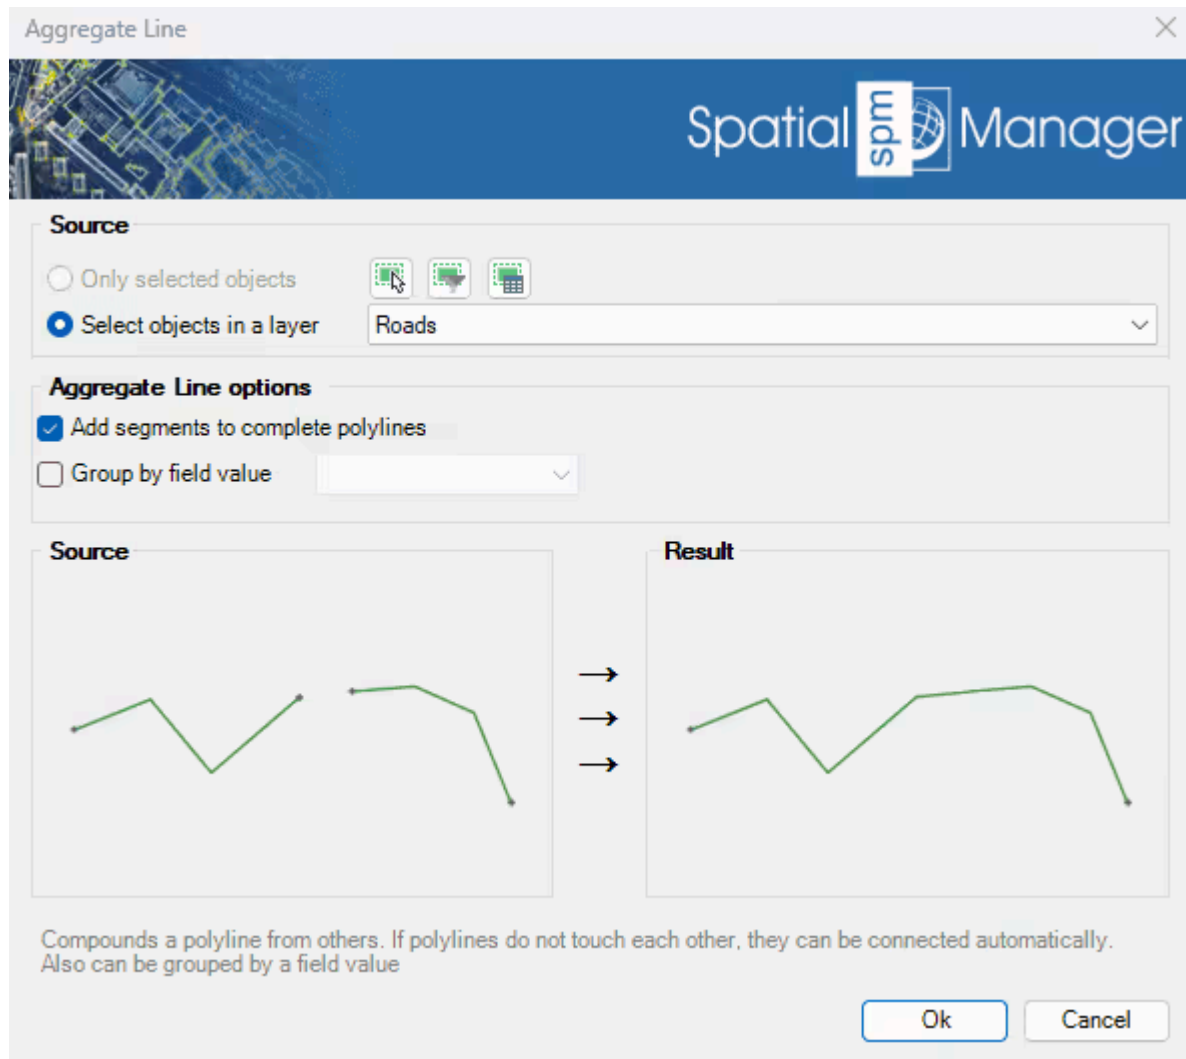 Aggregate Line
Spatial spm Manager
Source
Only selected objects
Select objects in a layer Roads
Aggregate Line options
Add segments to complete polylines
Group by field value
Source
Result
Compounds a polyline from others. If polylines do not touch each other, they can be connected automatically.
Also can be grouped by a field value
Ok Cancel